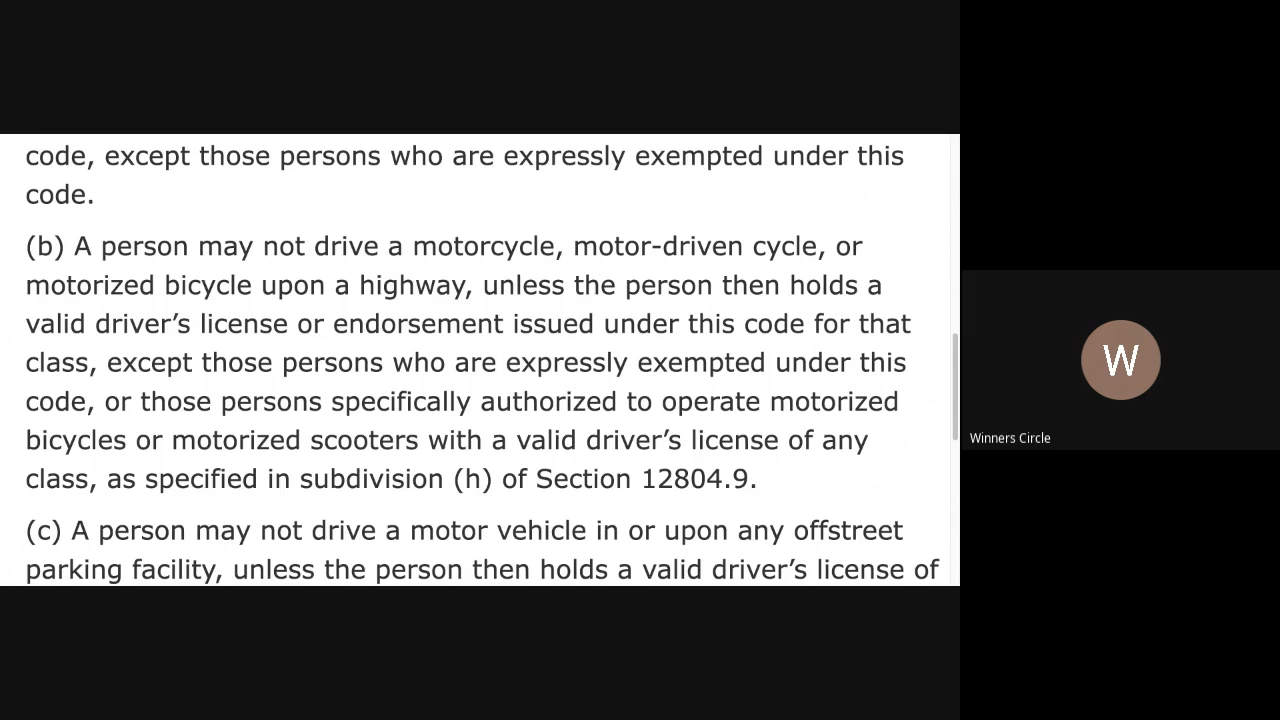 code, except those persons who are expressly exempted under this
code.
(b) A person may not drive a motorcycle, motor-driven cycle, or
motorized bicycle upon a highway, unless the person then holds a
valid driver’s license or endorsement issued under this code for that
class, except those persons who are expressly exempted under this
code, or those persons specifically authorized to operate motorized
bicycles or motorized scooters with a valid driver’s license of any
class, as specified in subdivision (h) of Section 12804.9.
(c) A person may not drive a motor vehicle in or upon any offstreet
parking facility, unless the person then holds a valid driver’s license of
W
Winners Circle